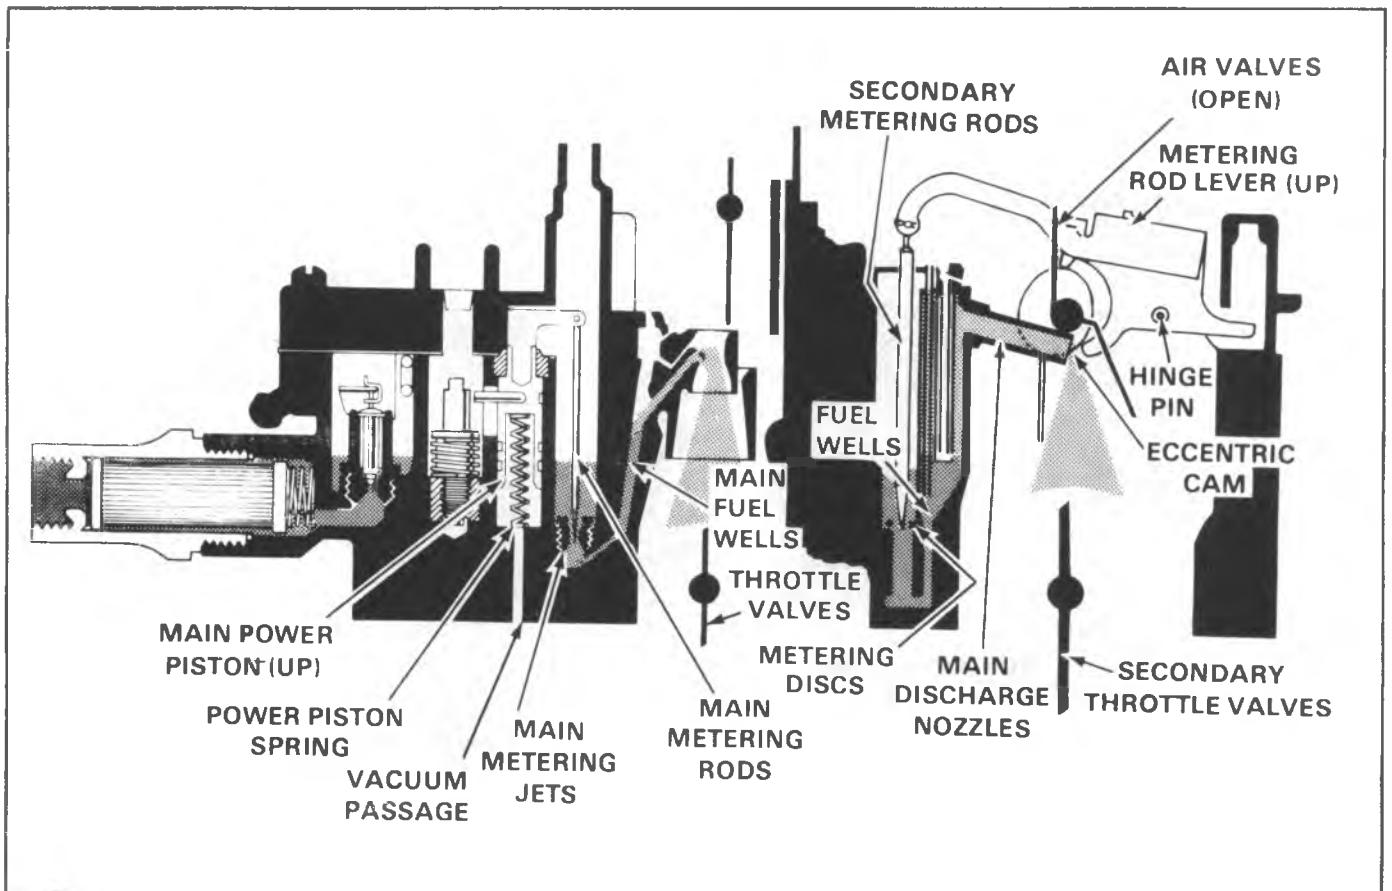 AIR VALVES
(OPEN)
SECONDARY
METERING RODS
METERING
ROD LEVER (UP)
HINGE
PIN
FUEL
WELLS
ECCENTRIC
CAM
MAIN
FUEL
WELLS
THROTTLE
VALVES
MAIN POWER
PISTON (UP)
METERING
DISCS
MAIN
DISCHARGE
NOZZLES
SECONDARY
THROTTLE VALVES
POWER PISTON
SPRING
MAIN
METERING
JETS
MAIN
METERING
RODS
VACUUM
PASSAGE